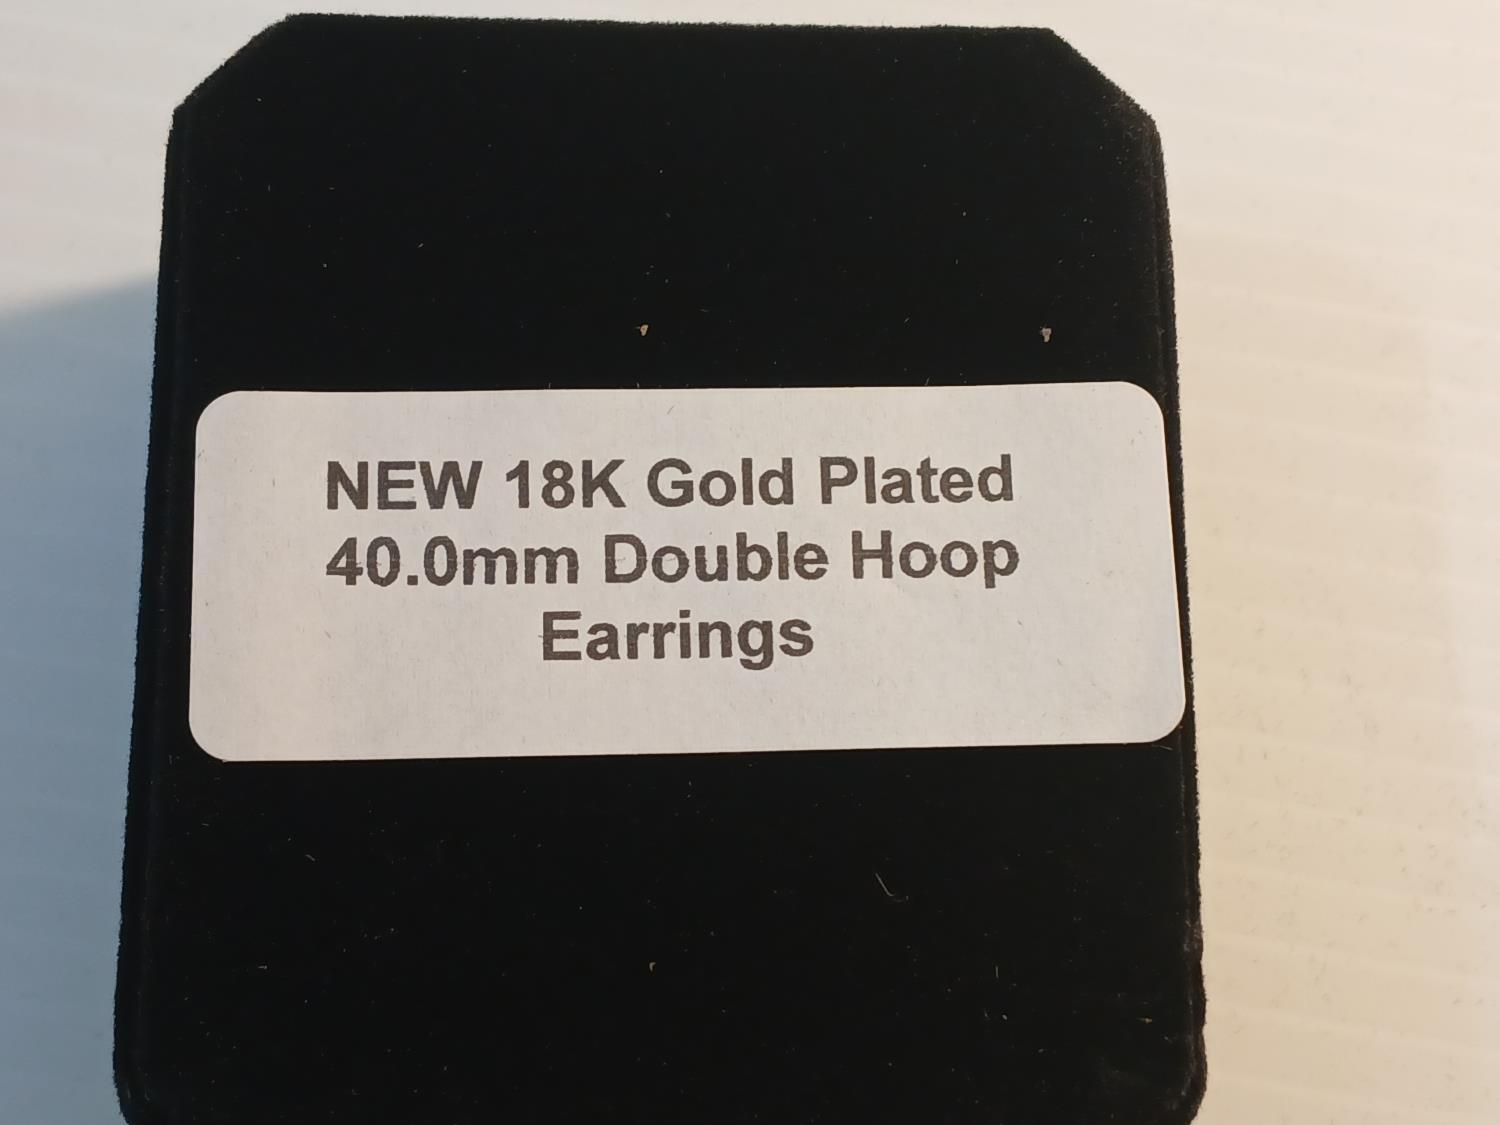 NEW 18K Gold Plated
40.0mm Double Hoop
Earrings